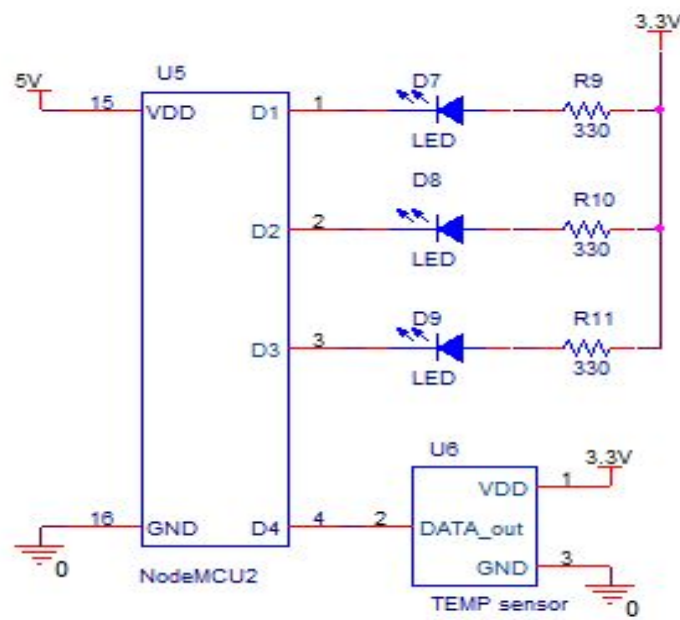 3.3V
U5
D7
R9
5V
15
VDD
D1
1
LED
330
D8
R10
D2
2
LED
330
D9
R11
D3
3
LED
330
U6
3.3V
VDD
1
16
GND
D4
4
2
DATA_out
GND
3
0
NodeMCU2
TEMP sensor
0